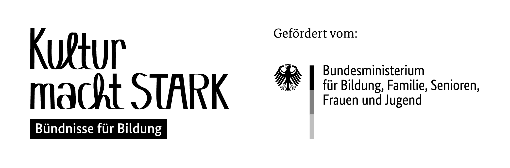 Kultur
macht STARK
Bündnisse für Bildung
Gefördert vom:
Bundesministerium
für Bildung, Familie, Senioren,
Frauen und Jugend